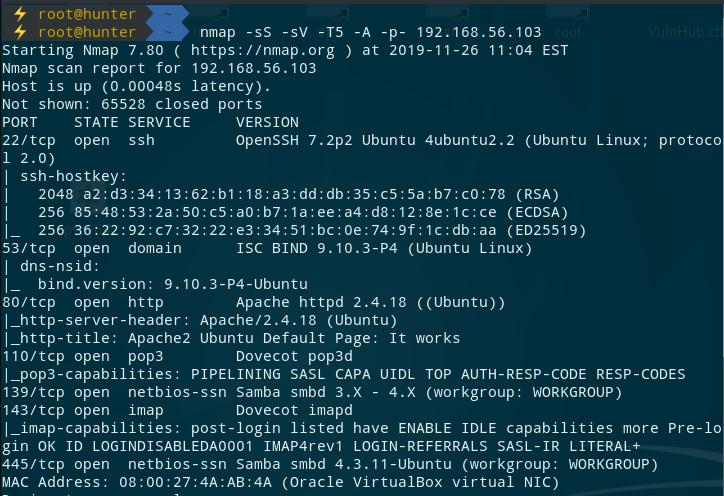 ⚡ root@hunter ~
⚡ root@hunter ~ nmap -sS -sV -T5 -A -p- 192.168.56.103
Starting Nmap 7.80 ( https://nmap.org ) at 2019-11-26 11:04 EST
Nmap scan report for 192.168.56.103
Host is up (0.00048s latency).
Not shown: 65528 closed ports
PORT    STATE SERVICE     VERSION
22/tcp  open  ssh         OpenSSH 7.2p2 Ubuntu 4ubuntu2.2 (Ubuntu Linux; protoco
l 2.0)
| ssh-hostkey:
|   2048 a2:d3:34:13:62:b1:18:a3:dd:db:35:c5:5a:b7:c0:78 (RSA)
|   256 85:48:53:2a:50:c5:a0:b7:1a:ee:a4:d8:12:8e:1c:ce (ECDSA)
|_  256 36:22:92:c7:32:22:e3:34:51:bc:0e:74:9f:1c:db:aa (ED25519)
53/tcp  open  domain      ISC BIND 9.10.3-P4 (Ubuntu Linux)
| dns-nsid:
|_  bind.version: 9.10.3-P4-Ubuntu
80/tcp  open  http        Apache httpd 2.4.18 ((Ubuntu))
|_http-server-header: Apache/2.4.18 (Ubuntu)
|_http-title: Apache2 Ubuntu Default Page: It works
110/tcp open  pop3        Dovecot pop3d
|_pop3-capabilities: PIPELINING SASL CAPA UIDL TOP AUTH-RESP-CODE RESP-CODES
139/tcp open  netbios-ssn Samba smbd 3.X - 4.X (workgroup: WORKGROUP)
143/tcp open  imap        Dovecot imapd
|_imap-capabilities: post-login listed have ENABLE IDLE capabilities more Pre-lo
gin OK ID LOGINDISABLEDA0001 IMAP4rev1 LOGIN-REFERRALS SASL-IR LITERAL+
445/tcp open  netbios-ssn Samba smbd 4.3.11-Ubuntu (workgroup: WORKGROUP)
MAC Address: 08:00:27:4A:AB:4A (Oracle VirtualBox virtual NIC)